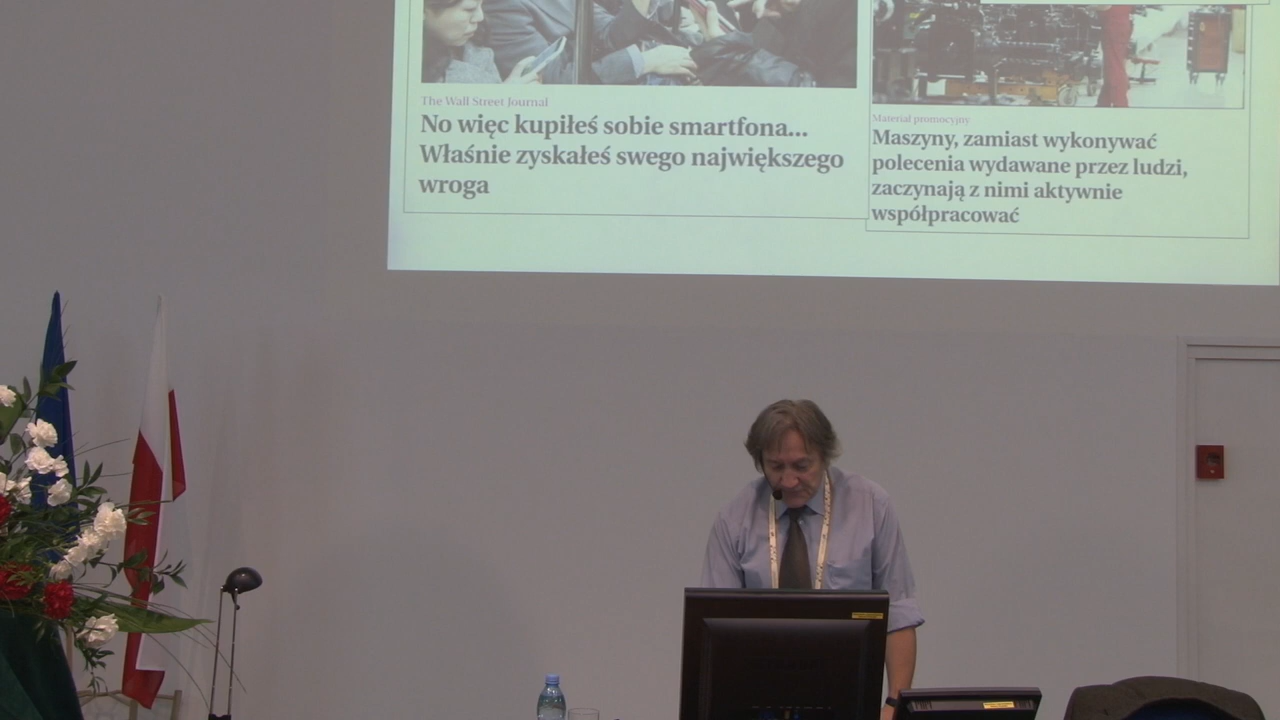 The Wall Street Journal
No więc kupiłeś sobie smartfona...
Właśnie zyskałeś swego największego
wroga
Materiał promocyjny
Maszyny, zamiast wykonywać
polecenia wydawane przez ludzi,
zaczynają z nimi aktywnie
współpracować